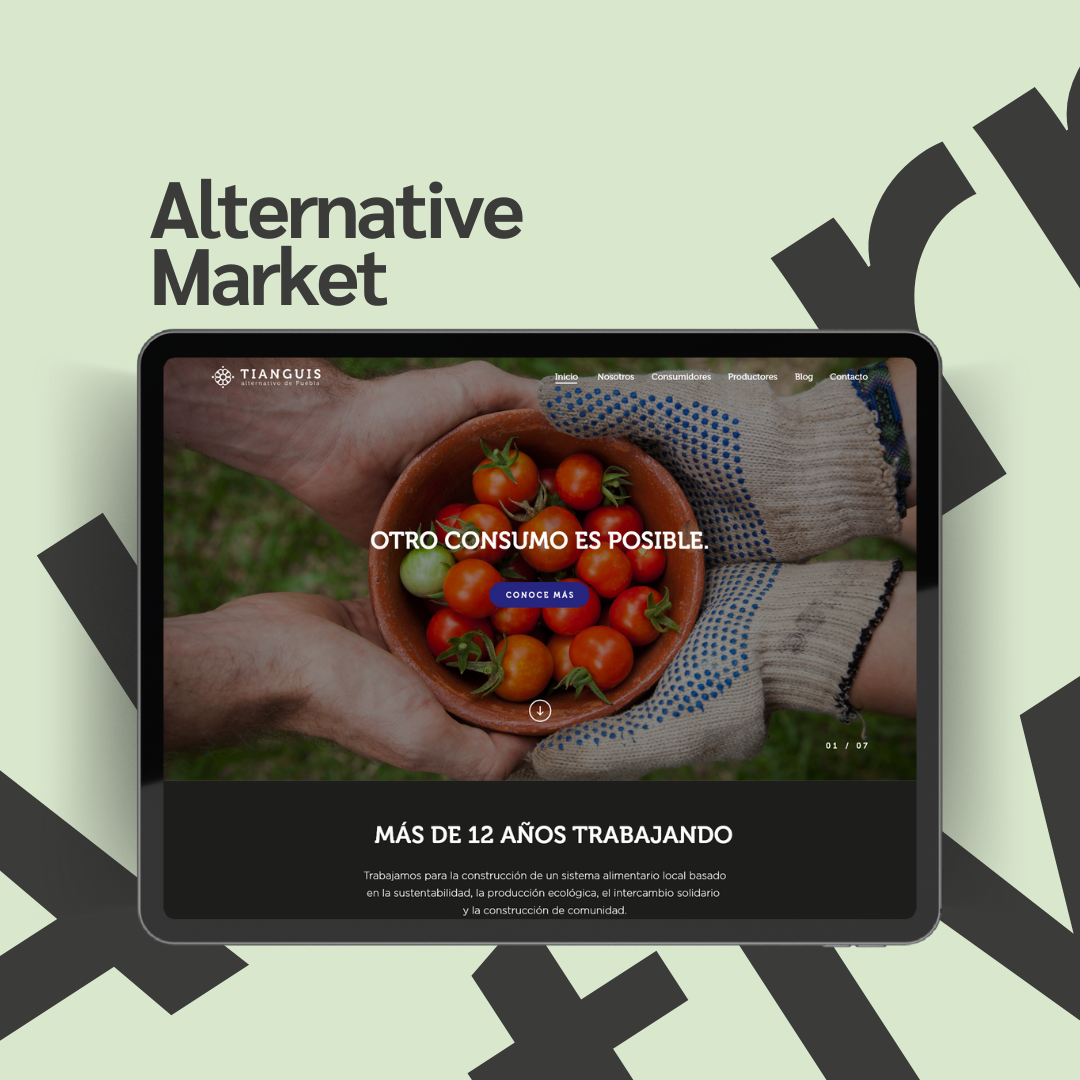 Alternative
Market
TIANGUIS
alternativo de Puebla
Inicio Nosotros Consumidores Productores Blog Contacto
OTRO CONSUMO ES POSIBLE.
CONOCE MÁS
01 / 07
MÁS DE 12 AÑOS TRABAJANDO
Trabajamos para la construcción de un sistema alimentario local basado
en la sustentabilidad, la producción ecológica, el intercambio solidario
y la construcción de comunidad.